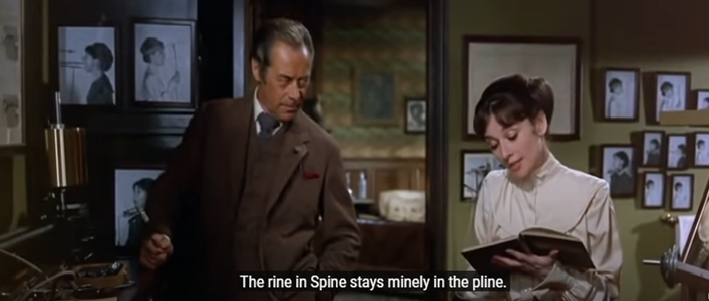 The rine in Spine stays minely in the pline.